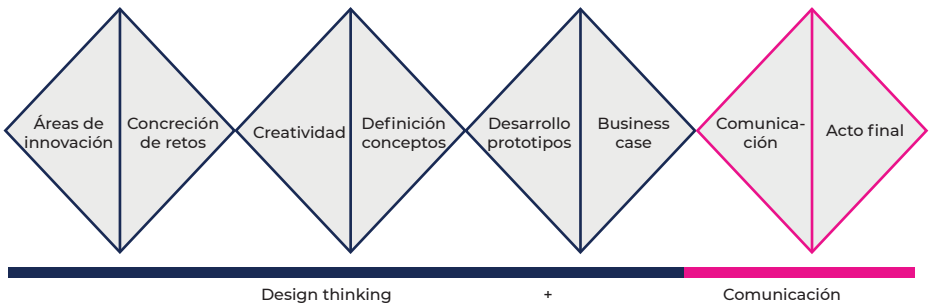 Áreas de
innovación
Concreción
de retos
Creatividad
Definición
conceptos
Desarrollo
prototipos
Business
case
Comunica-
ción
Acto final
Design thinking + Comunicación